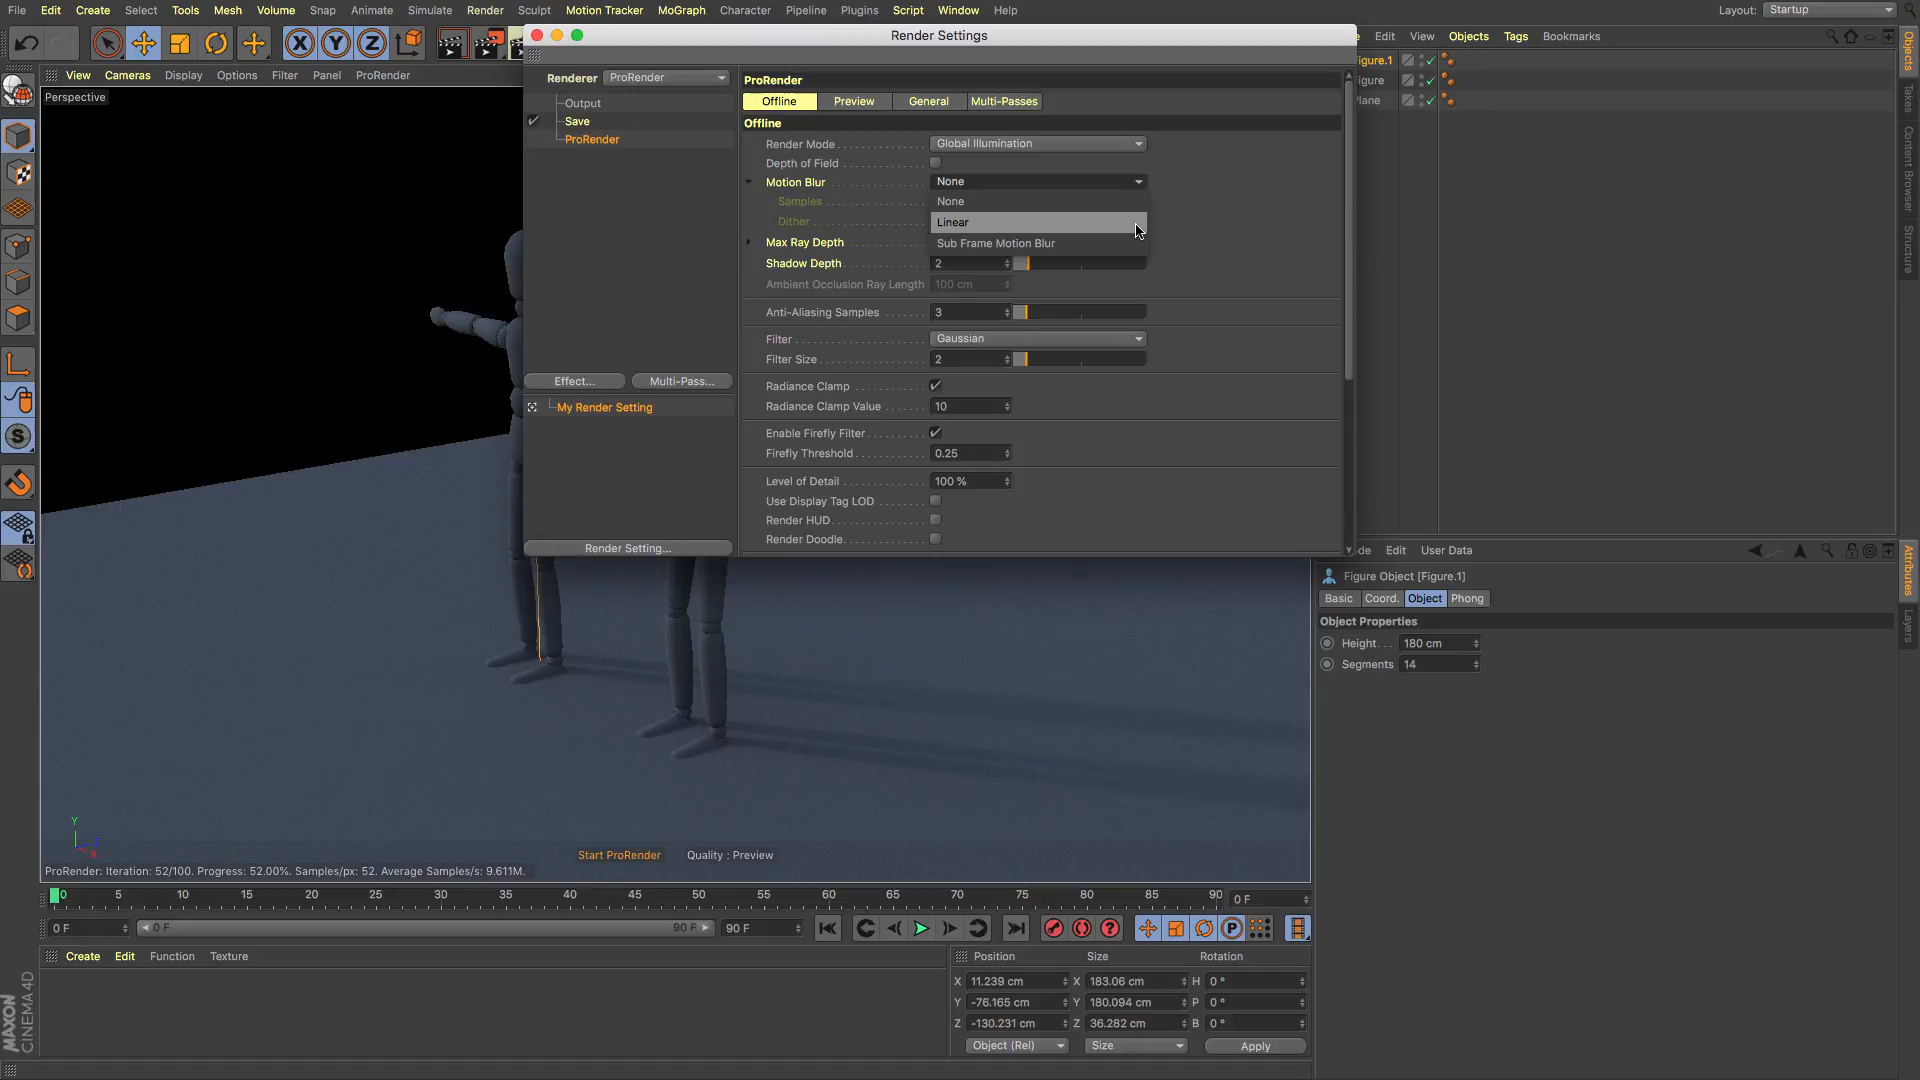 File Edit Create Select Tools Mesh Volume Snap Animate Simulate Render Sculpt Motion Tracker MoGraph Character Pipeline Plugins Script Window Help Layout: Startup
Render Settings
Edit View Objects Tags Bookmarks
View Cameras Display Options Filter Panel ProRender
Perspective
Renderer ProRender
Output
Save
ProRender
Effect... Multi-Pass...
My Render Setting
Render Setting...
ProRender
Offline Preview General Multi-Passes
Offline
Render Mode Global Illumination
Depth of Field
Motion Blur None
Samples None
Dither Linear
Max Ray Depth Sub Frame Motion Blur
Shadow Depth 2
Ambient Occlusion Ray Length 100 cm
Anti-Aliasing Samples 3
Filter Gaussian
Filter Size 2
Radiance Clamp
Radiance Clamp Value 10
Enable Firefly Filter
Firefly Threshold 0.25
Level of Detail 100 %
Use Display Tag LOD
Render HUD
Render Doodle
igure.1
igure
lane
Objects
Takes
Content Browser
Structure
Edit User Data
Figure Object [Figure.1]
Basic Coord. Object Phong
Object Properties
Height 180 cm
Segments 14
Attributes
Layers
Y
X
Start ProRender Quality : Preview
ProRender: Iteration: 52/100. Progress: 52.00%. Samples/px: 52. Average Samples/s: 9.611M.
0 5 10 15 20 25 30 35 40 45 50 55 60 65 70 75 80 85 90 0 F
0 F 0 F 90 F 90 F
Create Edit Function Texture
Position Size Rotation
X 11.239 cm X 183.06 cm H 0 °
Y -76.165 cm Y 180.094 cm P 0 °
Z -130.231 cm Z 36.282 cm B 0 °
Object (Rel) Size Apply
MAXON
CINEMA 4D